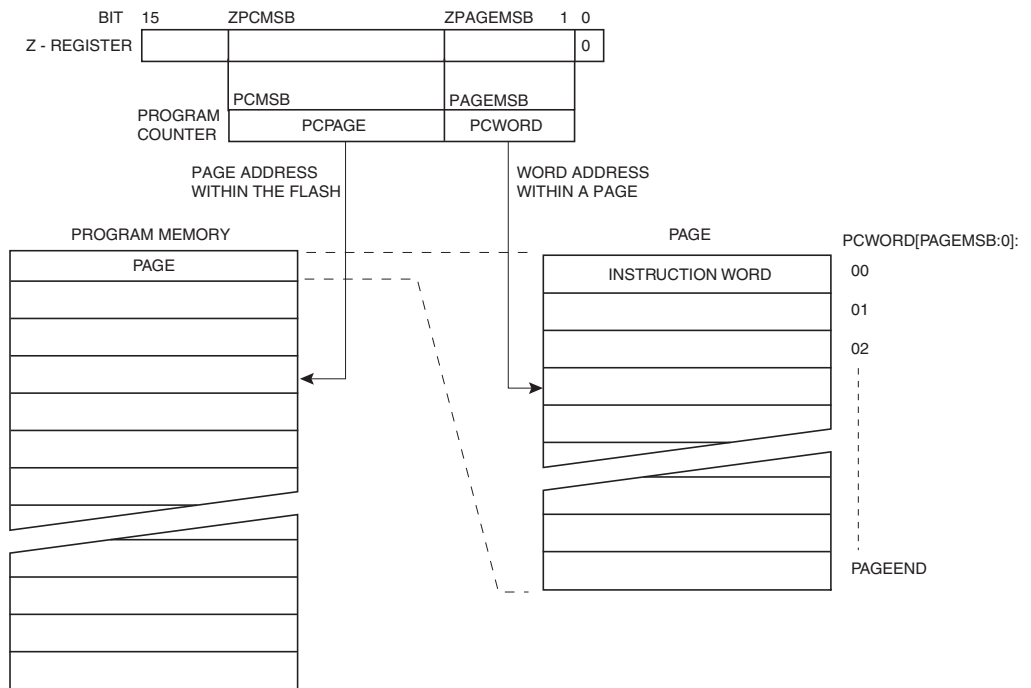 BIT 15 ZPCMSB ZPAGEMSB 1 0
Z - REGISTER 0
PCMSB PAGEMSB
PROGRAM
COUNTER
PCPAGE PCWORD
PAGE ADDRESS
WITHIN THE FLASH
WORD ADDRESS
WITHIN A PAGE
PROGRAM MEMORY
PAGE
PAGE
PCWORD[PAGEMSB:0]:
INSTRUCTION WORD
00
01
02
PAGEEND